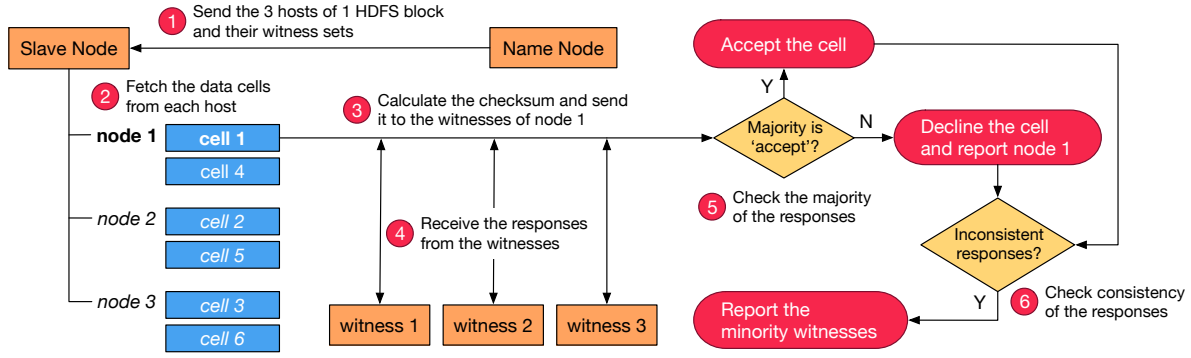 1
Send the 3 hosts of 1 HDFS block
and their witness sets
Slave Node
Name Node
2
Fetch the data cells
from each host
node 1
cell 1
cell 4
node 2
cell 2
cell 5
node 3
cell 3
cell 6
3
Calculate the checksum and send
it to the witnesses of node 1
4
Receive the responses
from the witnesses
witness 1
witness 2
witness 3
Accept the cell
Y
Majority is
‘accept’?
N
Decline the cell
and report node 1
5
Check the majority
of the responses
Inconsistent
responses?
Y
6
Check consistency
of the responses
Report the
minority witnesses